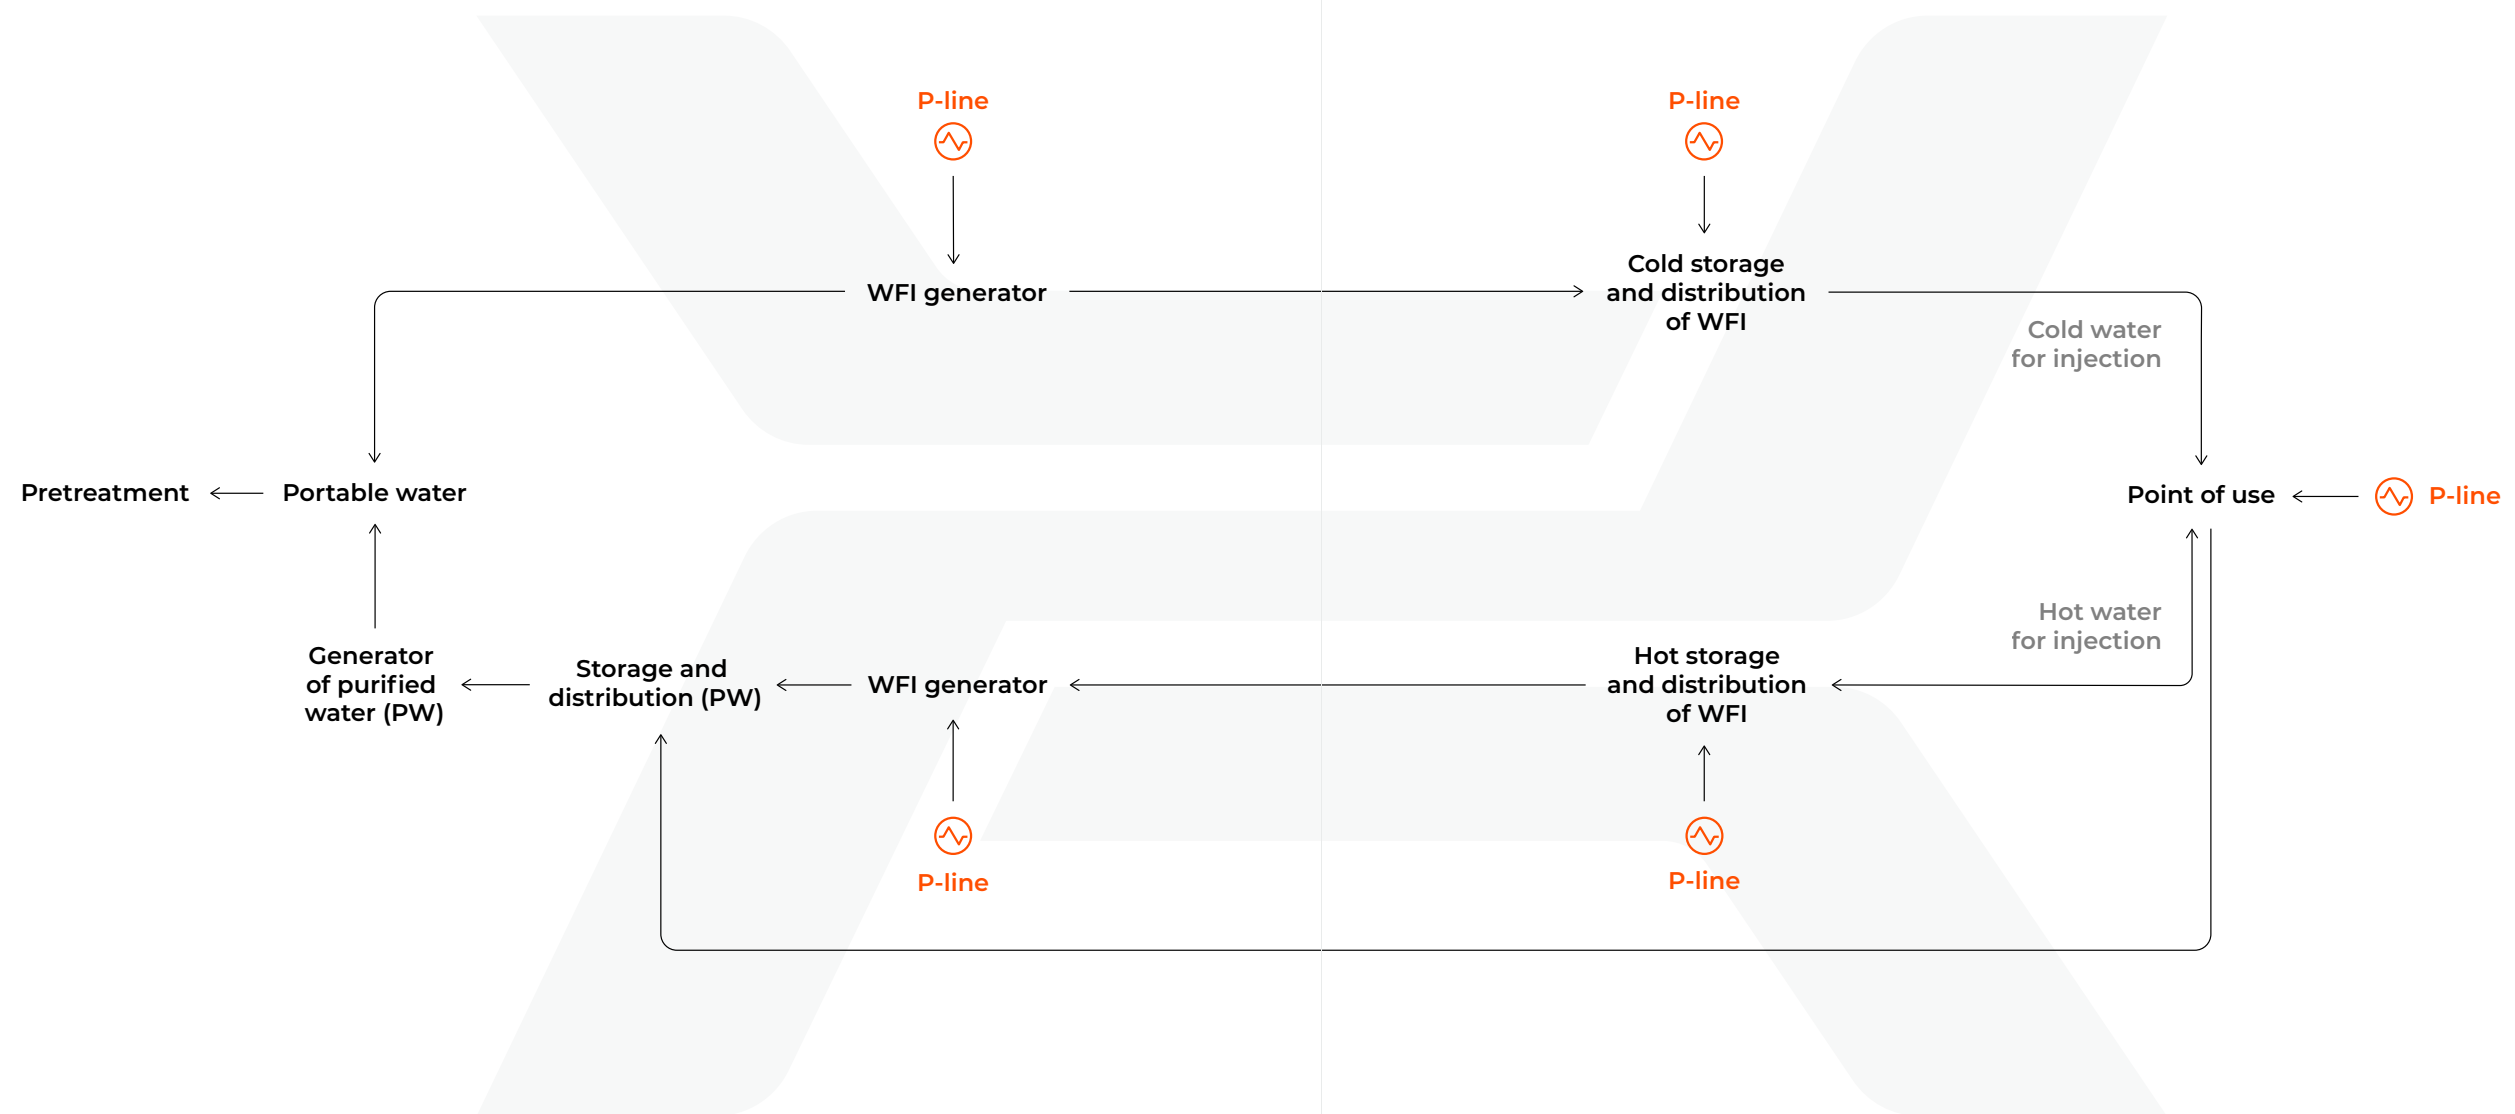 P-line
P-line
WFI generator
Cold storage
and distribution
of WFI
Cold water
for injection
Pretreatment
Portable water
Point of use
P-line
Hot water
for injection
Generator
of purified
water (PW)
Storage and
distribution (PW)
WFI generator
Hot storage
and distribution
of WFI
P-line
P-line